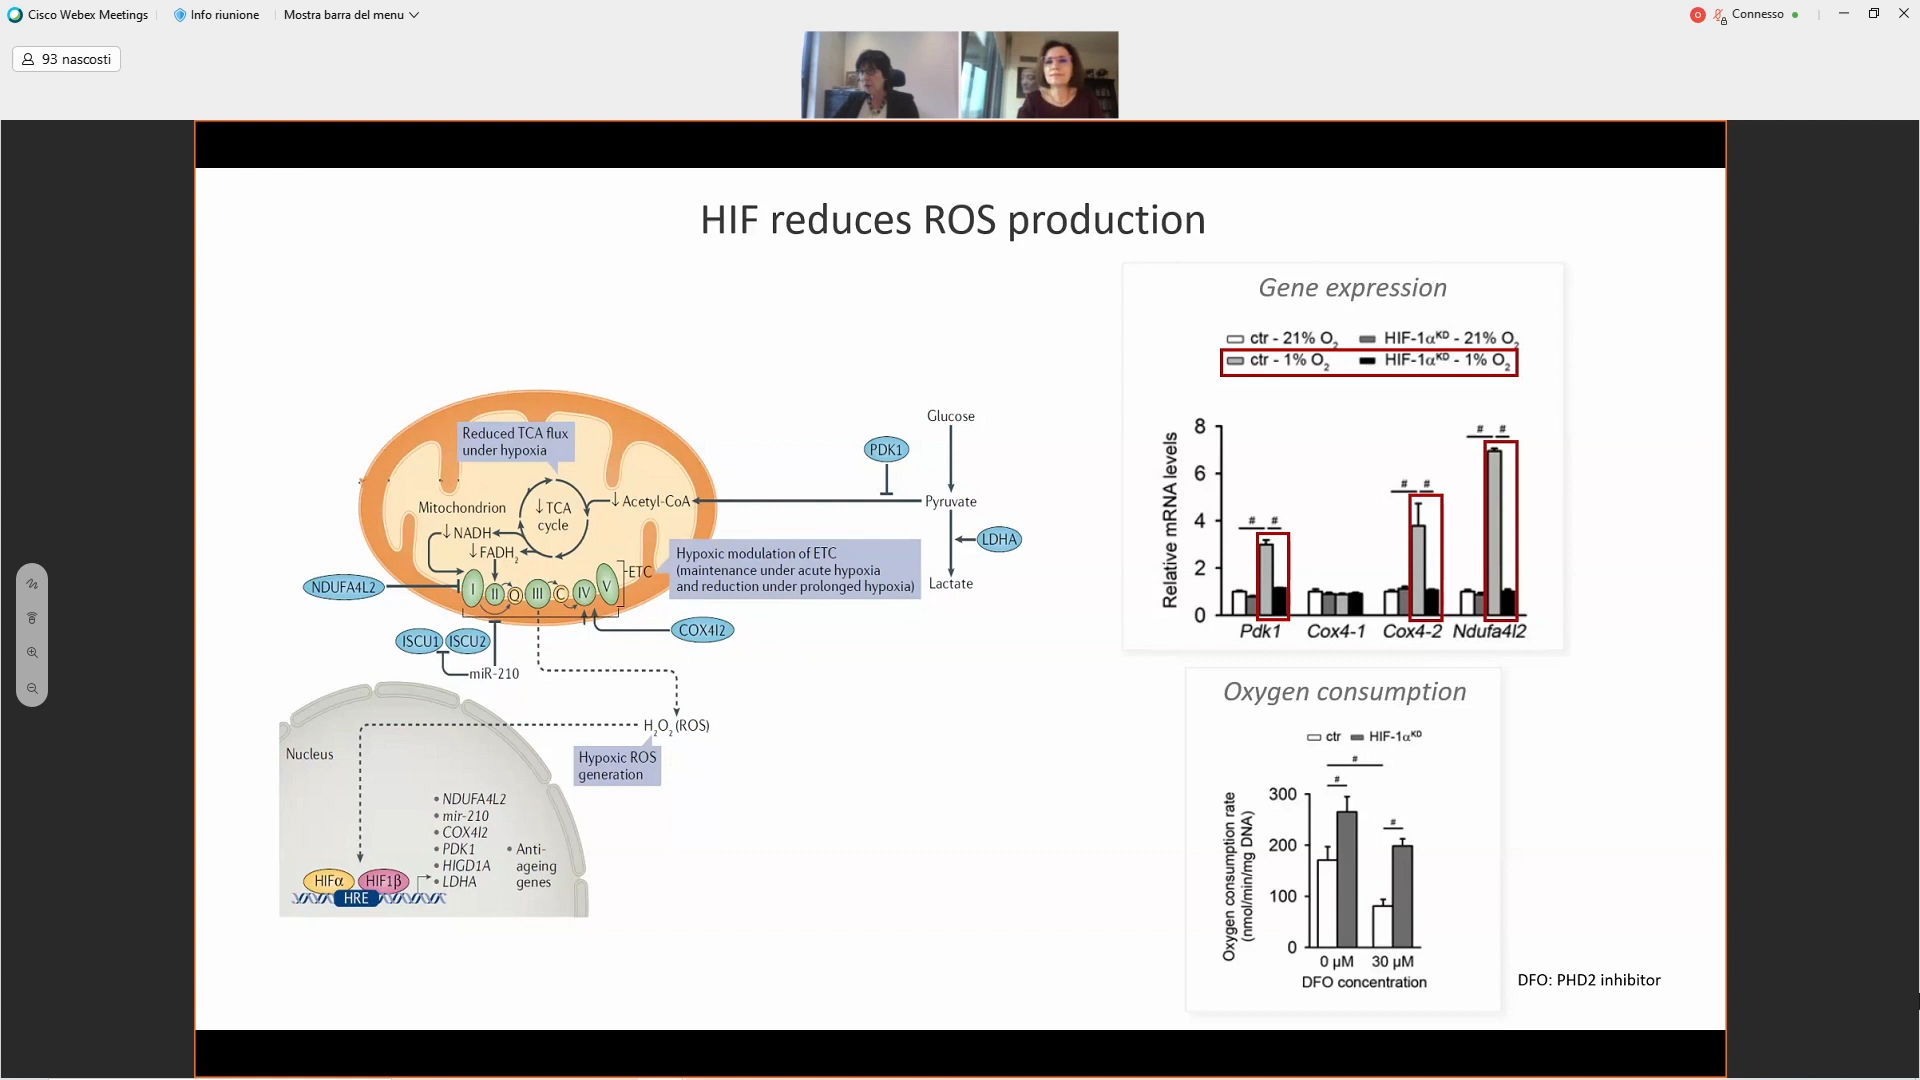 Cisco Webex Meetings
Info riunione
Mostra barra del menu
Connesso
93 nascosti
HIF reduces ROS production
Reduced TCA flux
under hypoxia
Mitochondrion
↓TCA
cycle
↓Acetyl-CoA
↓NADH
↓FADH2
I
II
Q
III
C
IV
V
ETC
NDUFA4L2
ISCU1
ISCU2
miR-210
COX4I2
Hypoxic modulation of ETC
(maintenance under acute hypoxia
and reduction under prolonged hypoxia)
Glucose
PDK1
Pyruvate
LDHA
Lactate
H2O2 (ROS)
Hypoxic ROS
generation
Nucleus
• NDUFA4L2
• mir-210
• COX4I2
• PDK1
• HIGD1A
• LDHA
• Anti-
ageing
genes
HIFα
HIF1β
HRE
Gene expression
ctr - 21% O2
HIF-1αKD - 21% O2
ctr - 1% O2
HIF-1αKD - 1% O2
Relative mRNA levels
8
6
4
2
0
# #
# #
# #
Pdk1
Cox4-1
Cox4-2
Ndufa4l2
Oxygen consumption
ctr
HIF-1αKD
#
#
#
Oxygen consumption rate
(nmol/min/mg DNA)
300
200
100
0
0 µM
30 µM
DFO concentration
DFO: PHD2 inhibitor